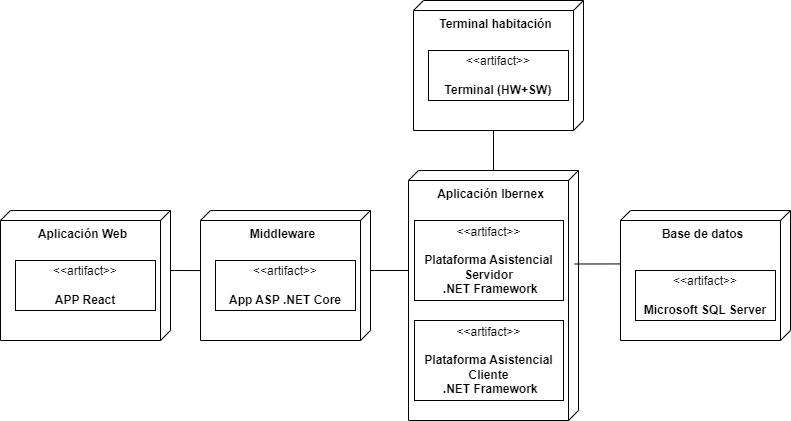 Terminal habitación
<<artifact>>
Terminal (HW+SW)
Aplicación Web
<<artifact>>
APP React
Middleware
<<artifact>>
App ASP .NET Core
Aplicación Ibernex
<<artifact>>
Plataforma Asistencial
Servidor
.NET Framework
<<artifact>>
Plataforma Asistencial
Cliente
.NET Framework
Base de datos
<<artifact>>
Microsoft SQL Server